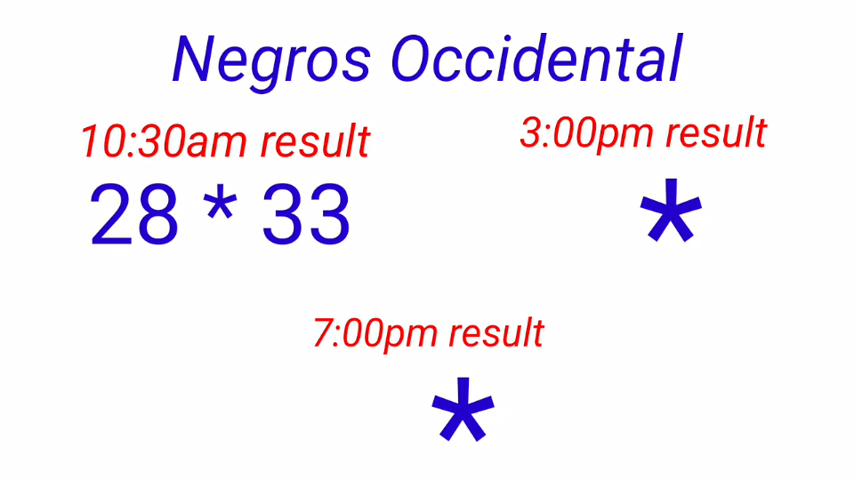 Negros Occidental
10:30am result
28 * 33
3:00pm result
*
7:00pm result
*